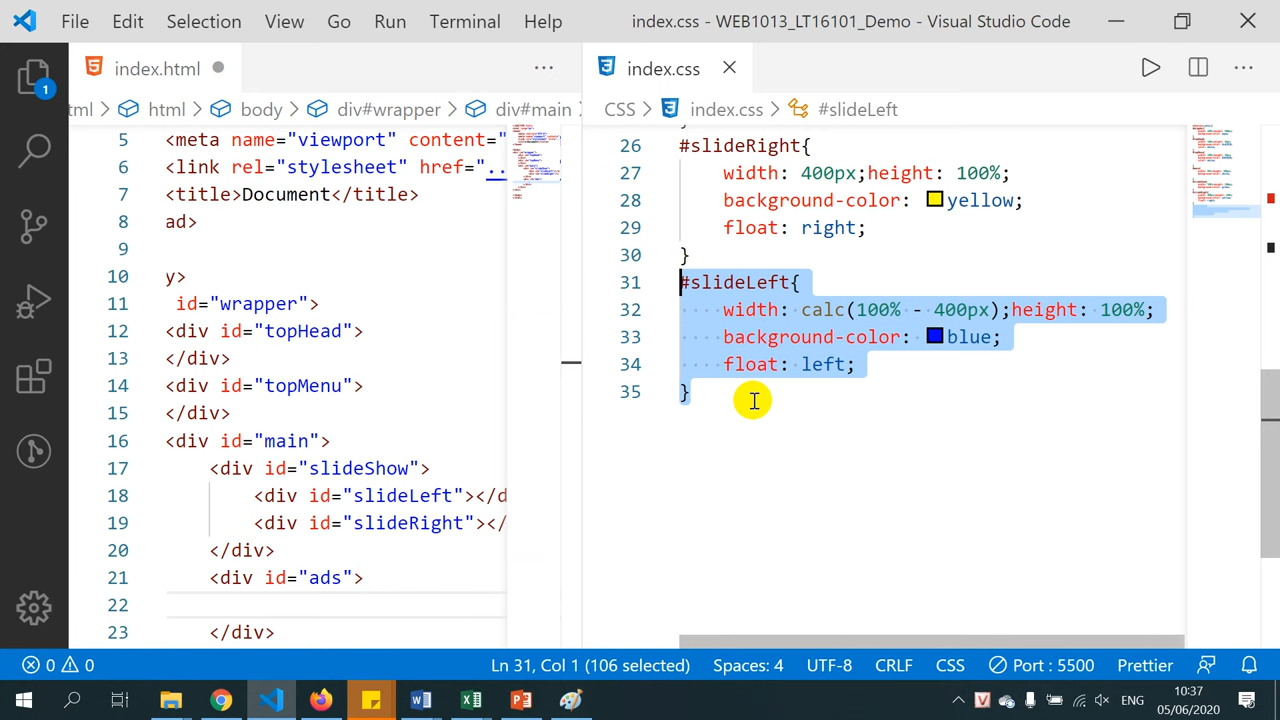 File Edit Selection View Go Run Terminal Help index.css - WEB1013_LT16101_Demo - Visual Studio Code
index.html
index.css
html body div#wrapper div#main
CSS index.css #slideLeft
1
5 <meta name="viewport" content="
6 <link rel="stylesheet" href="..
7 <title>Document</title>
8 ad>
9
10 y>
11 id="wrapper">
12 <div id="topHead">
13 </div>
14 <div id="topMenu">
15 </div>
16 <div id="main">
17 <div id="slideShow">
18 <div id="slideLeft"></d
19 <div id="slideRight"></
20 </div>
21 <div id="ads">
22
23 </div>
26 #slideRight{
27 width: 400px;height: 100%;
28 background-color: yellow;
29 float: right;
30 }
31 #slideLeft{
32 width: calc(100% - 400px);height: 100%;
33 background-color: blue;
34 float: left;
35 }
0 0 Ln 31, Col 1 (106 selected) Spaces: 4 UTF-8 CRLF CSS Port : 5500 Prettier
ENG
10:37
05/06/2020